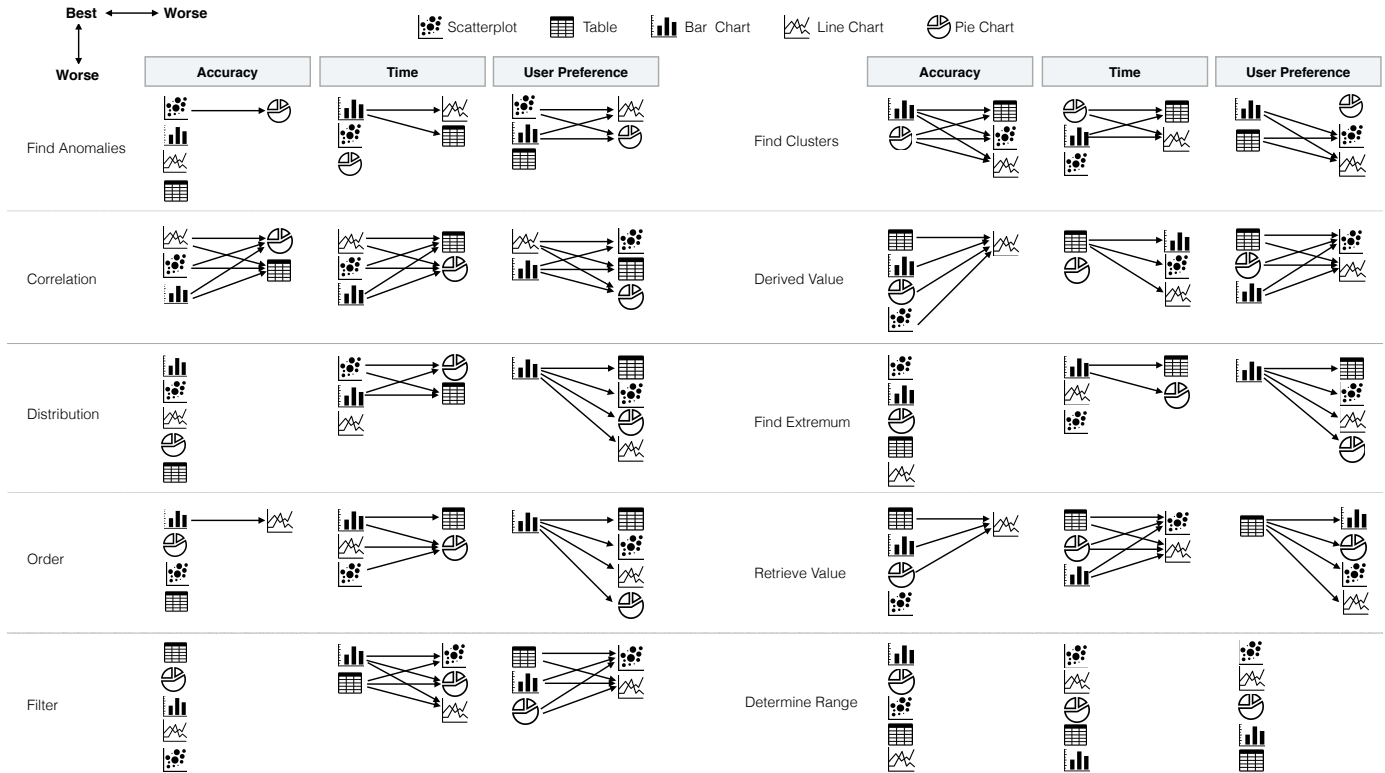 Best Worse
Worse
Scatterplot Table Bar Chart Line Chart Pie Chart
Accuracy Time User Preference Accuracy Time User Preference
Find Anomalies Find Clusters
Correlation Derived Value
Distribution Find Extremum
Order Retrieve Value
Filter Determine Range